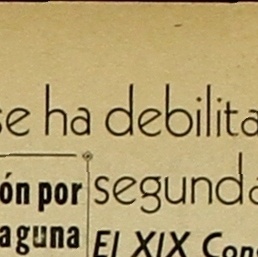 se ha debilita
ón por
segunda
aguna
El XIX Con